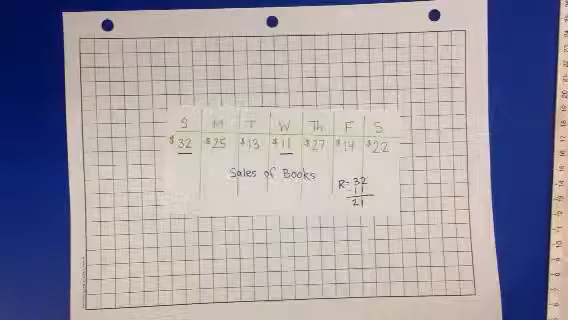 S M T W Th F S
$32 $25 $13 $11 $27 $14 $22
Sales of Books
R=32
11
21